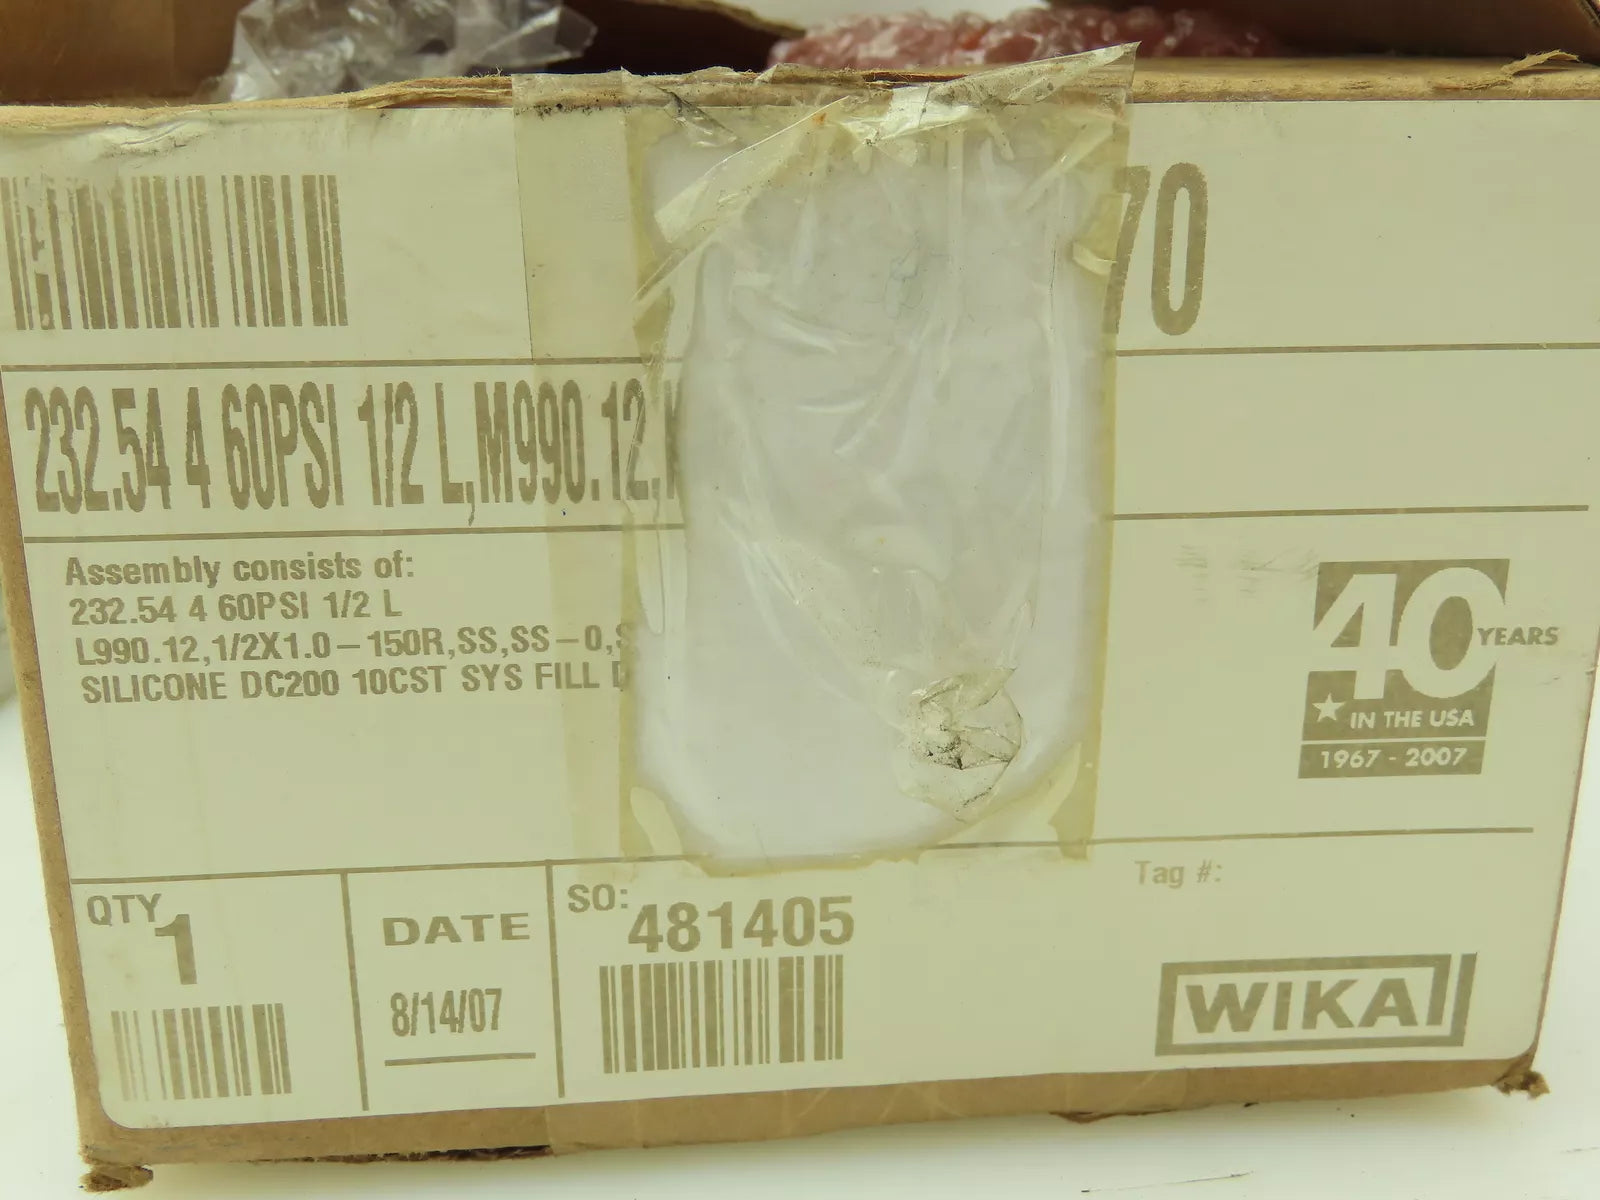 70
232.54 4 60PSI 1/2 L,M990.12,
Assembly consists of:
232.54 4 60PSI 1/2 L
L990.12,1/2X1.0-150R,SS,SS-0,S
SILICONE DC200 10CST SYS FILL
40
YEARS
IN THE USA
1967 - 2007
QTY
1
DATE
8/14/07
SO:
481405
Tag #:
WIKA